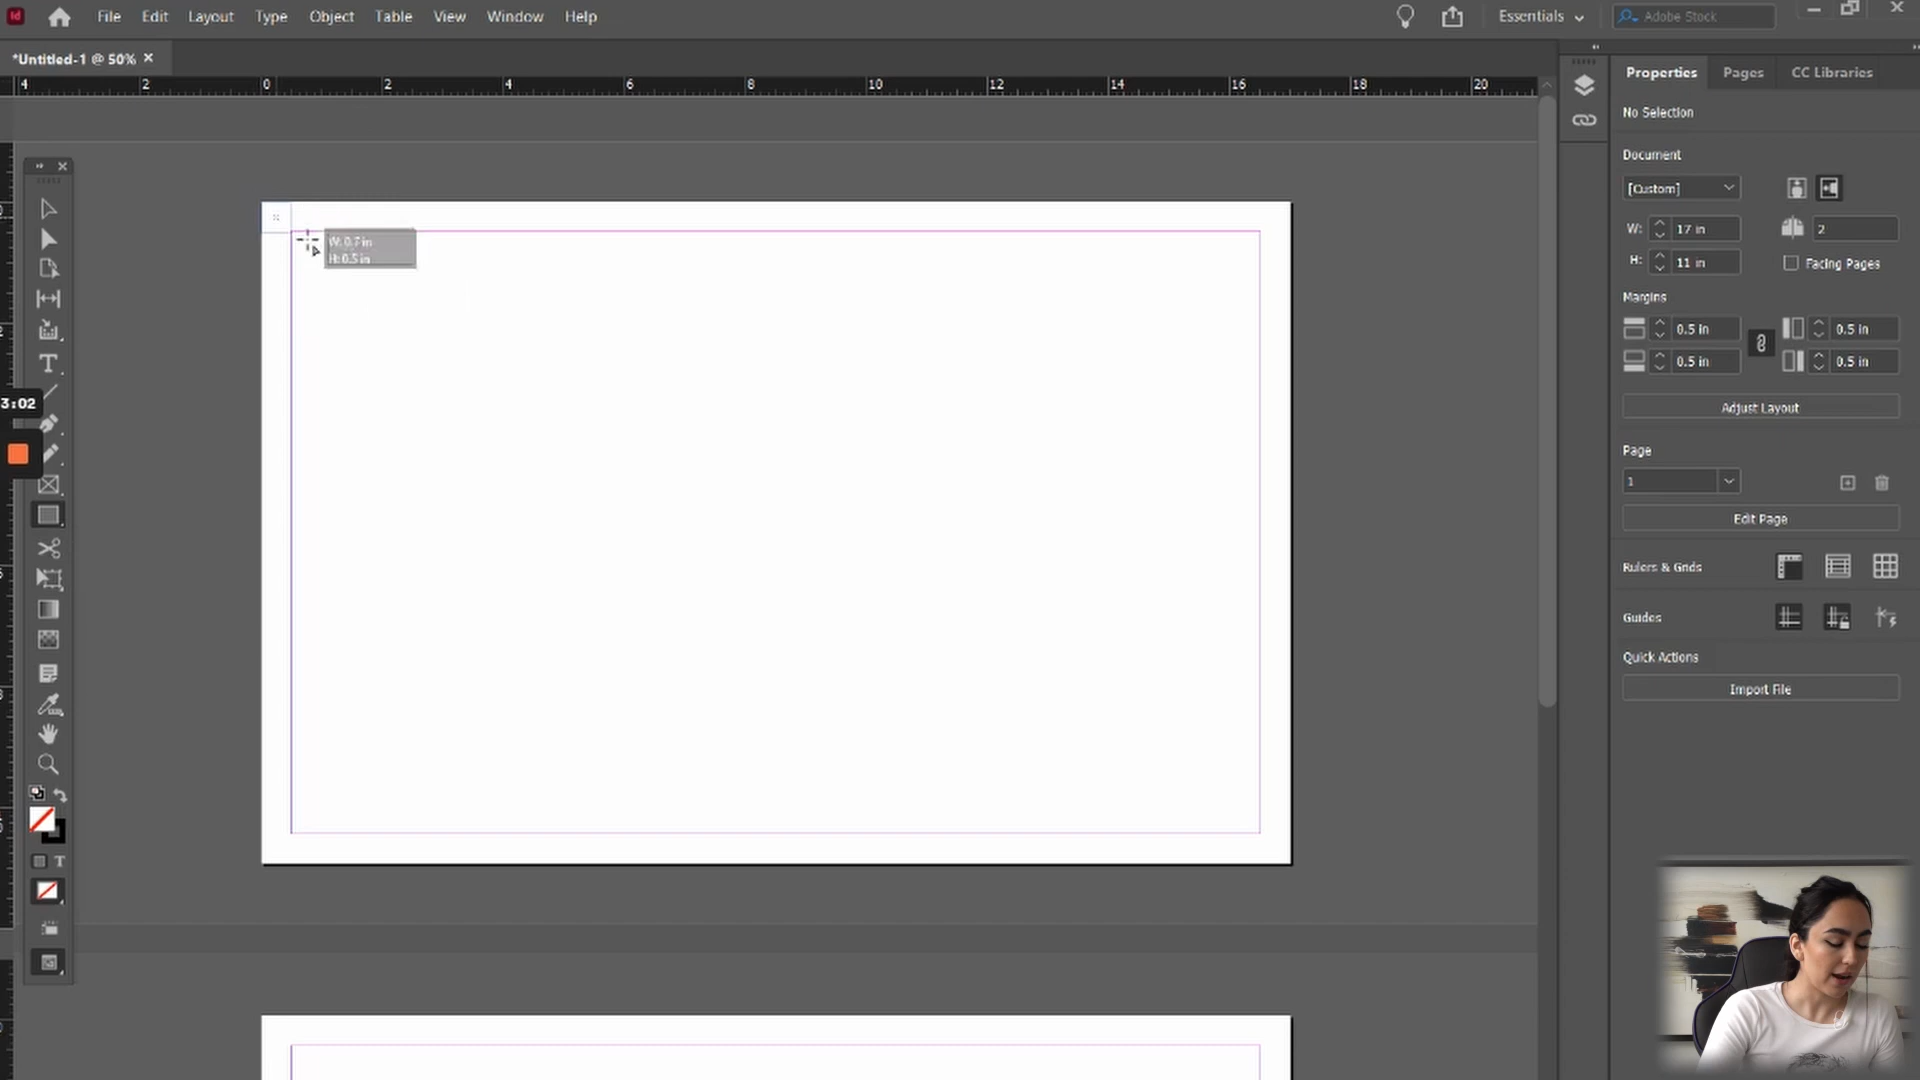 Id File Edit Layout Type Object Table View Window Help Essentials Adobe Stock
*Untitled-1 @ 50%
4 2 0 2 4 6 8 10 12 14 16 18 20
Properties Pages CC Libraries
No Selection
Document
[Custom]
W: 17 in 2
H: 11 in Facing Pages
W: 0.7 in
H: 0.5 in
Margins
0.5 in 0.5 in
0.5 in 0.5 in
Adjust Layout
3:02
Page
1
Edit Page
Rulers & Grids
Guides
Quick Actions
Import File